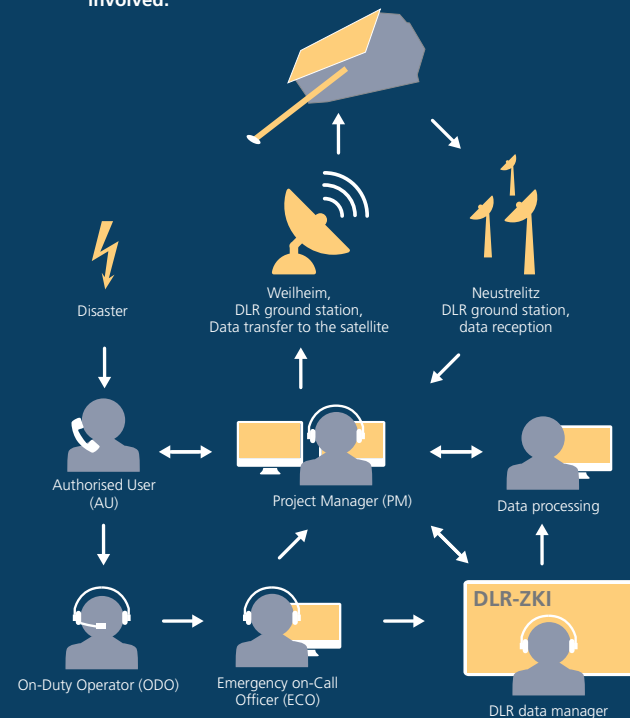 involved:
Disaster
Weilheim,
DLR ground station,
Data transfer to the satellite
Neustrelitz
DLR ground station,
data reception
Authorised User
(AU)
Project Manager (PM)
Data processing
On-Duty Operator (ODO)
Emergency on-Call
Officer (ECO)
DLR-ZKI
DLR data manager